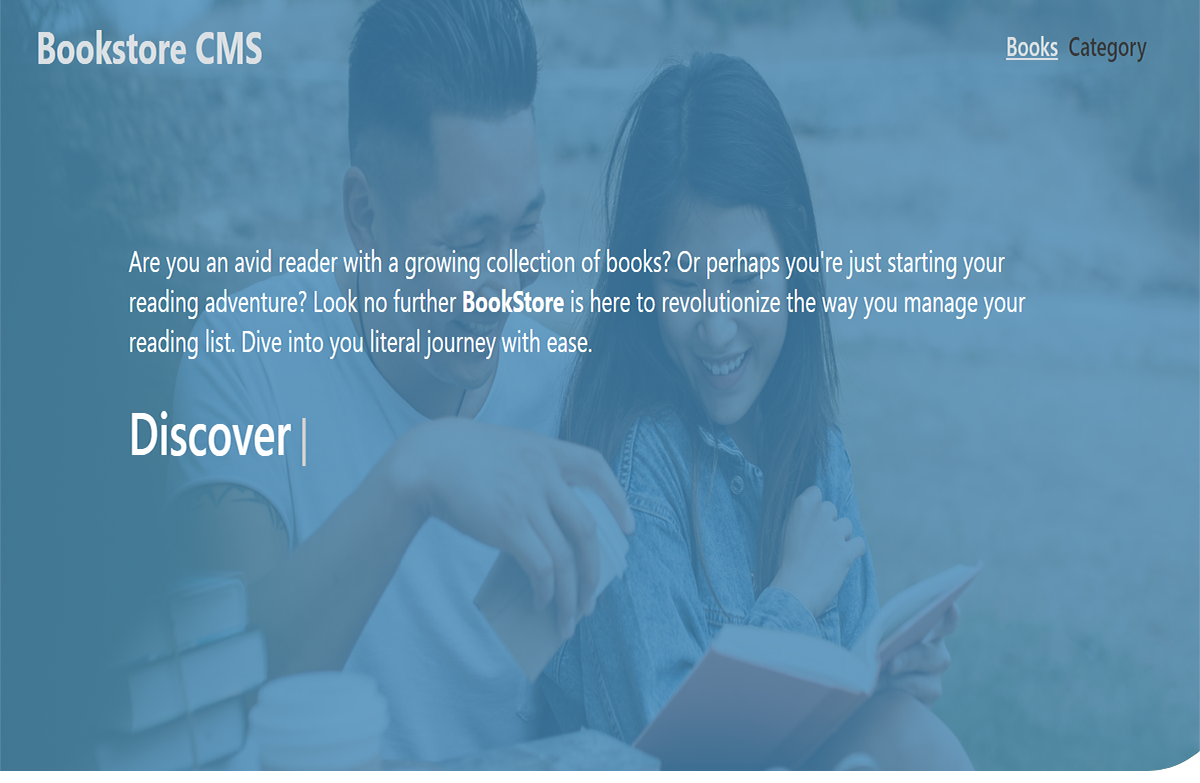 Bookstore CMS
Books Category
Are you an avid reader with a growing collection of books? Or perhaps you're just starting your
reading adventure? Look no further BookStore is here to revolutionize the way you manage your
reading list. Dive into you literal journey with ease.
Discover |